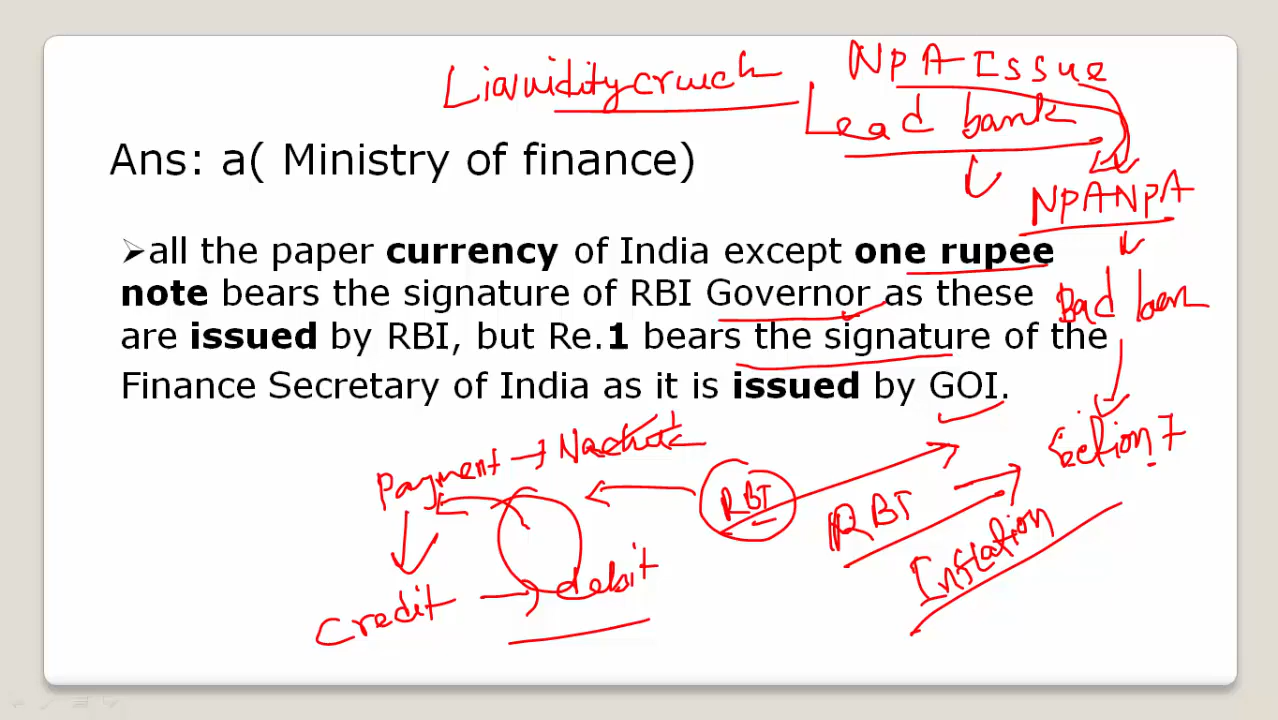 Liquidity crunch
NPA Issue
Lead bank
Ans: a( Ministry of finance)
NPA NPA
➢all the paper currency of India except one rupee
note bears the signature of RBI Governor as these
Bad ban
are issued by RBI, but Re.1 bears the signature of the
Finance Secretary of India as it is issued by GOI.
Section 7
Payment →
RBI
RBI
Inflation
Credit → debit